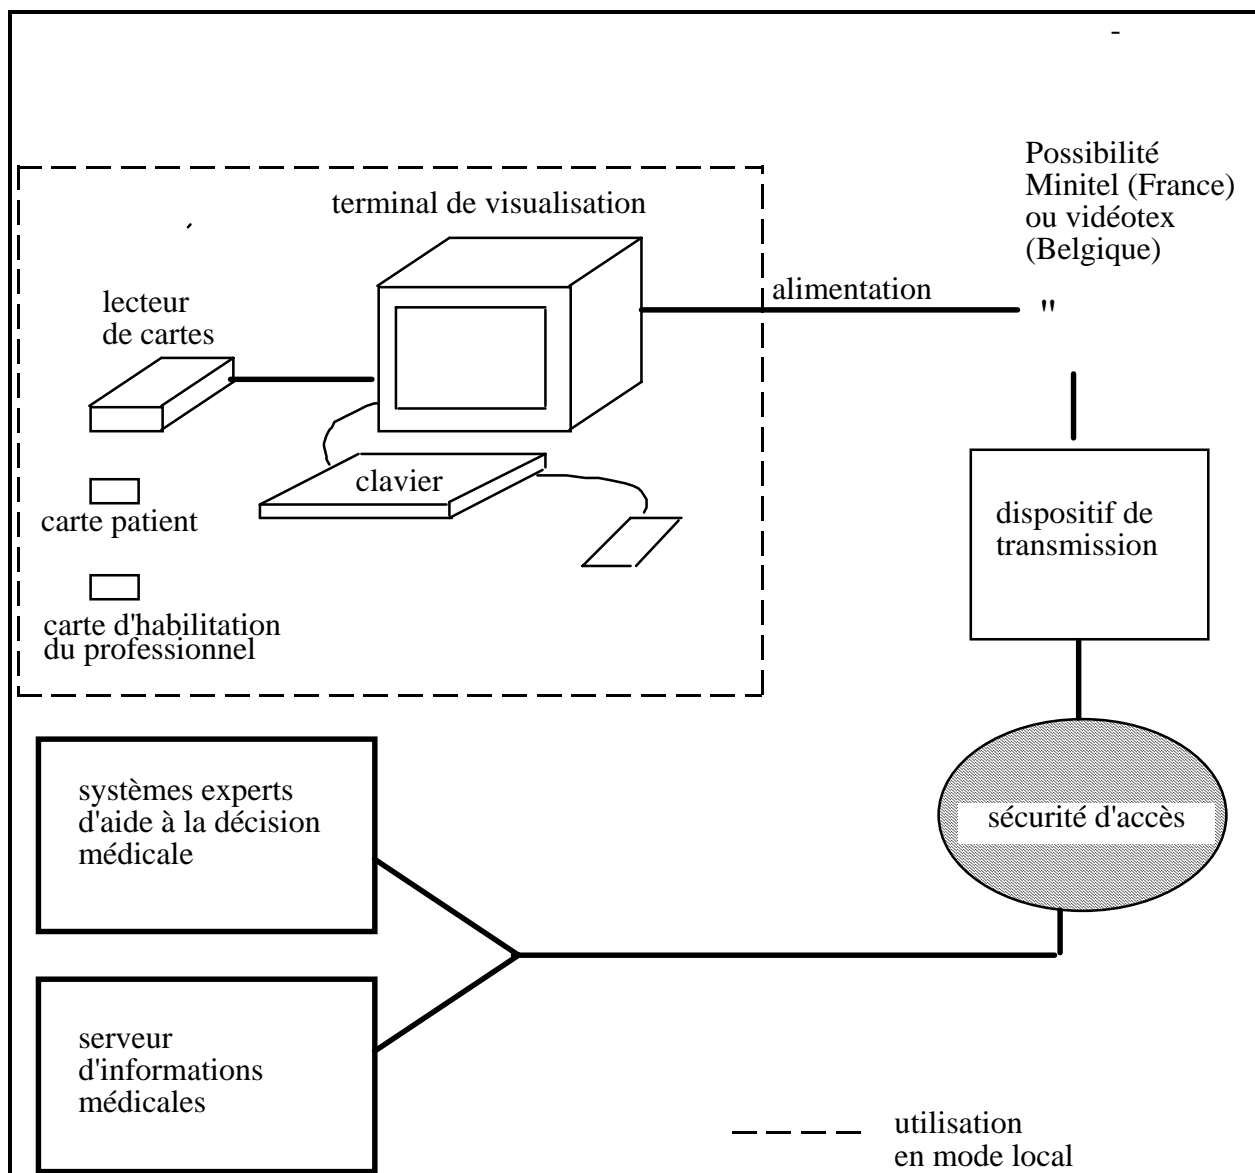 -
Possibilité
Minitel (France)
ou vidéotex
(Belgique)
terminal de visualisation
alimentation
"
lecteur
de cartes
clavier
carte patient
dispositif de
transmission
carte d'habilitation
du professionnel
systèmes experts
d'aide à la décision
médicale
sécurité d'accès
serveur
d'informations
médicales
utilisation
en mode local